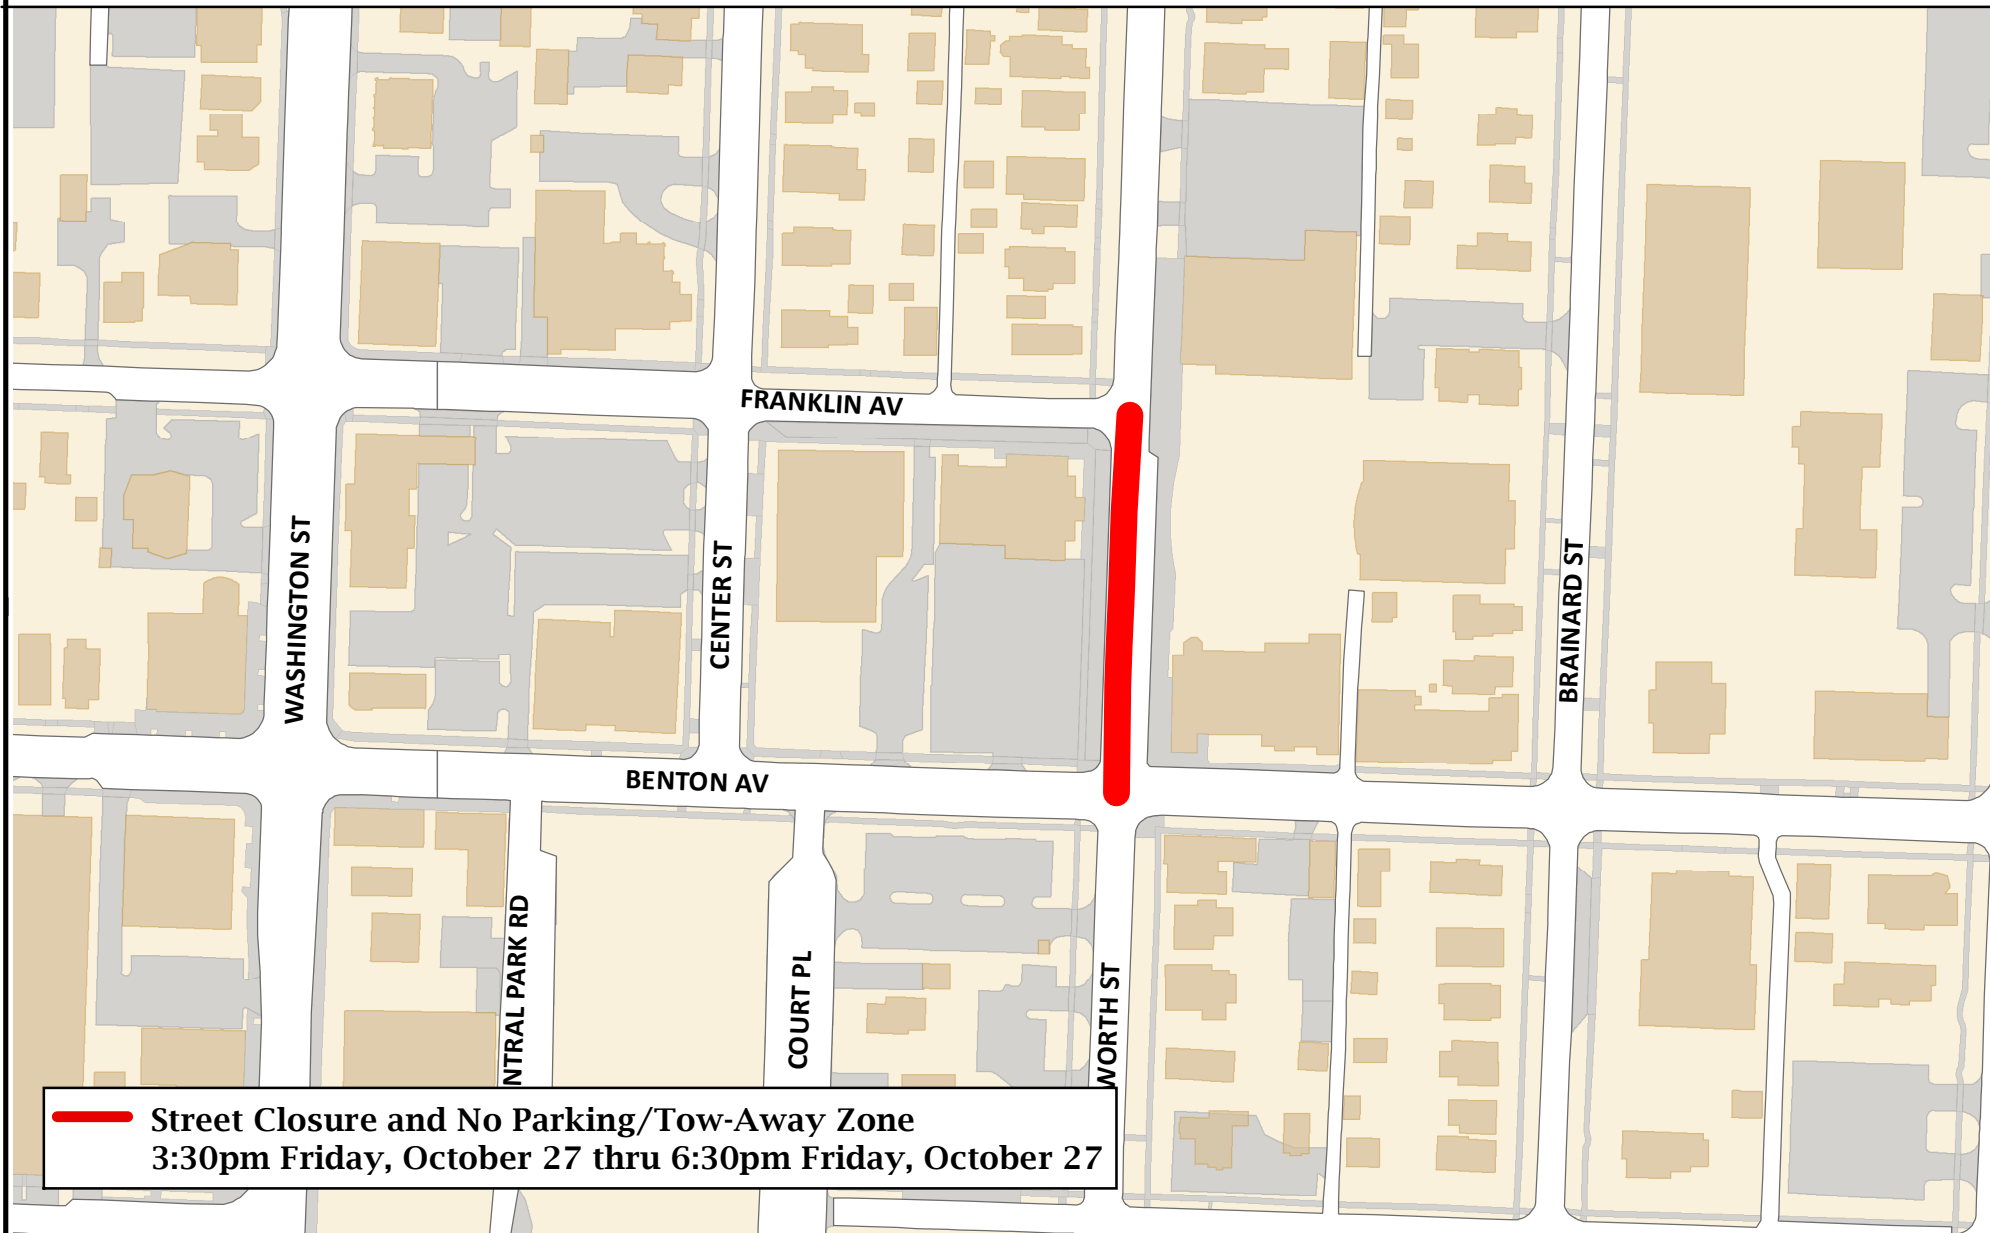 FRANKLIN AV
WASHINGTON ST
CENTER ST
BRAINARD ST
BENTON AV
NTRAL PARK RD
COURT PL
WORTH ST
Street Closure and No Parking/Tow-Away Zone
3:30pm Friday, October 27 thru 6:30pm Friday, October 27